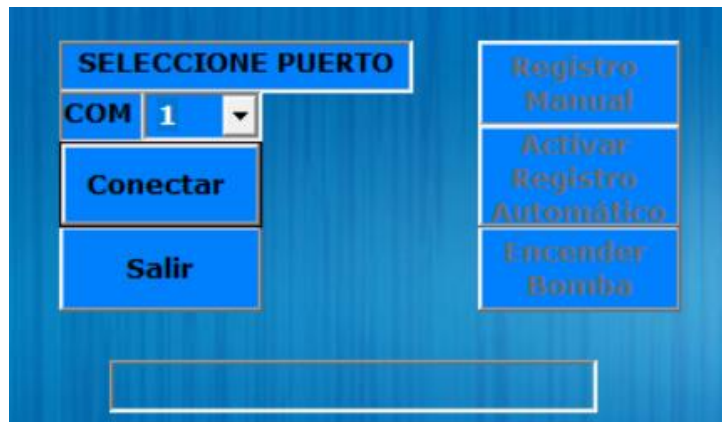 SELECCIONE PUERTO
COM 1
Conectar
Salir
Registro
Manual
Activar
Registro
Automático
Encender
Bomba